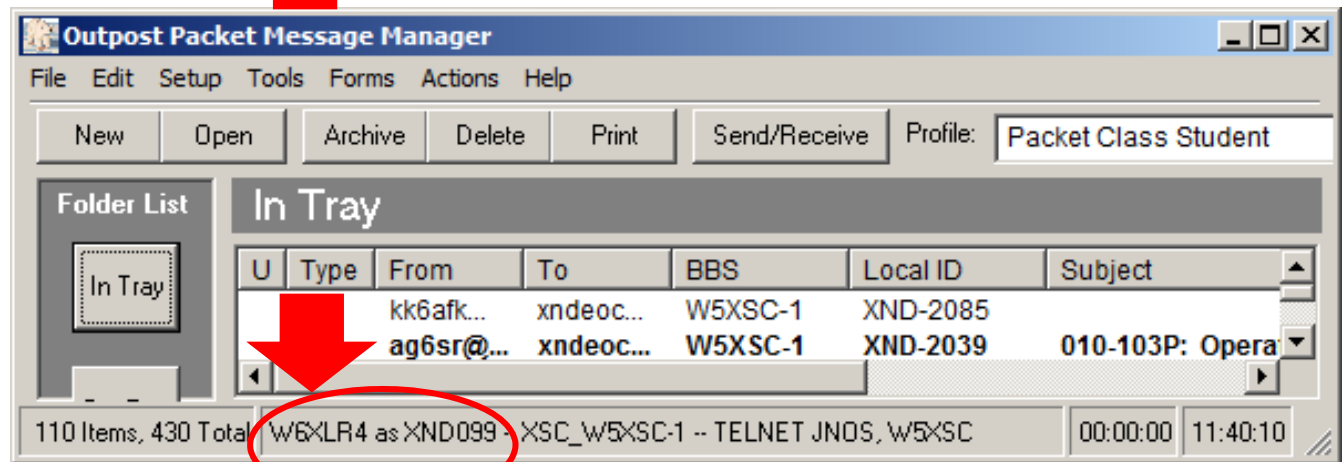 Outpost Packet Message Manager
File Edit Setup Tools Forms Actions Help
New Open Archive Delete Print Send/Receive Profile: Packet Class Student
Folder List In Tray
In Tray
U Type From To BBS Local ID Subject
kk6afk... xndeoc... W5XSC-1 XND-2085
ag6sr@... xndeoc... W5XSC-1 XND-2039 010-103P: Opera
110 Items, 430 Total W6XLR4 as XND099 - XSC_W5XSC-1 -- TELNET JNOS, W5XSC 00:00:00 11:40:10